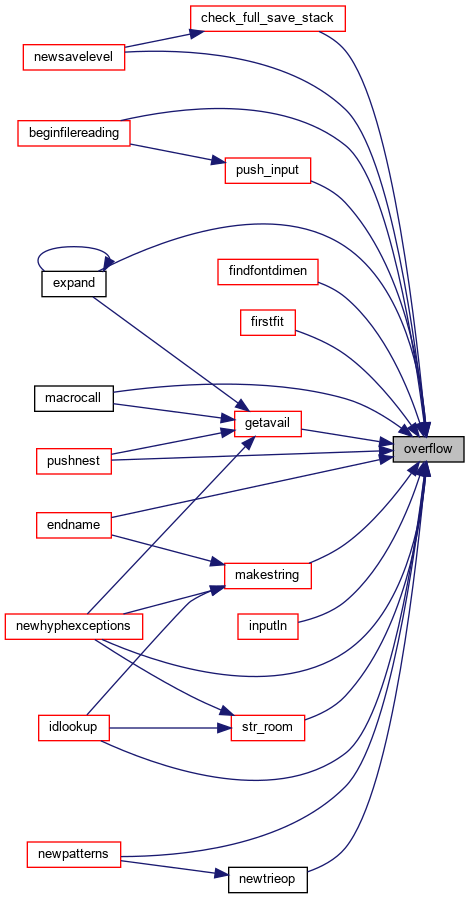 check_full_save_stack
newsavelevel
beginfilereading
push_input
findfontdimen
expand
firstfit
macrocall
getavail
overflow
pushnest
endname
makestring
newhyphexceptions
inputln
idlookup
str_room
newpatterns
newtrieop